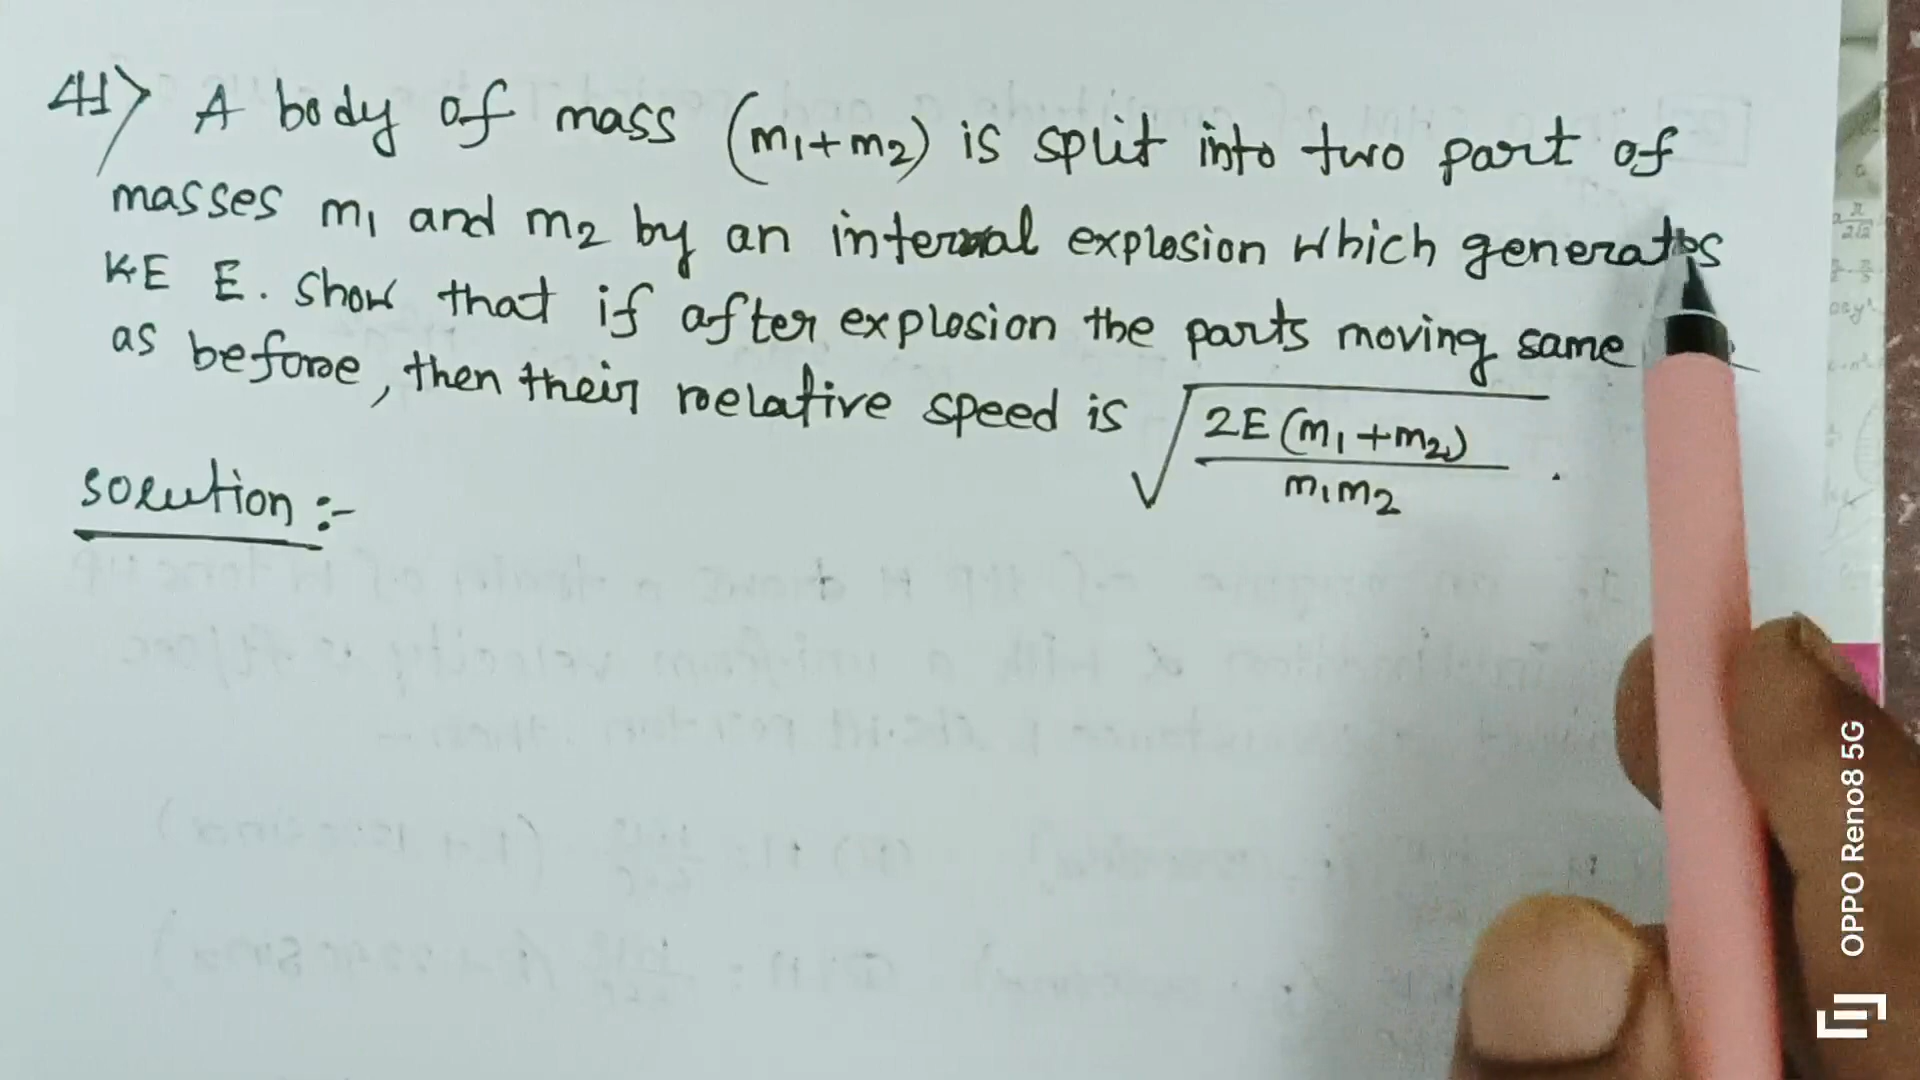 41) A body of mass (m₁+m₂) is split into two part of
masses m₁ and m₂ by an internal explosion which generates
KE E. Show that if after explosion the parts moving same
as before, then their relative speed is √(2E(m₁+m₂)/m₁m₂).
Solution :-
OPPO Reno8 5G